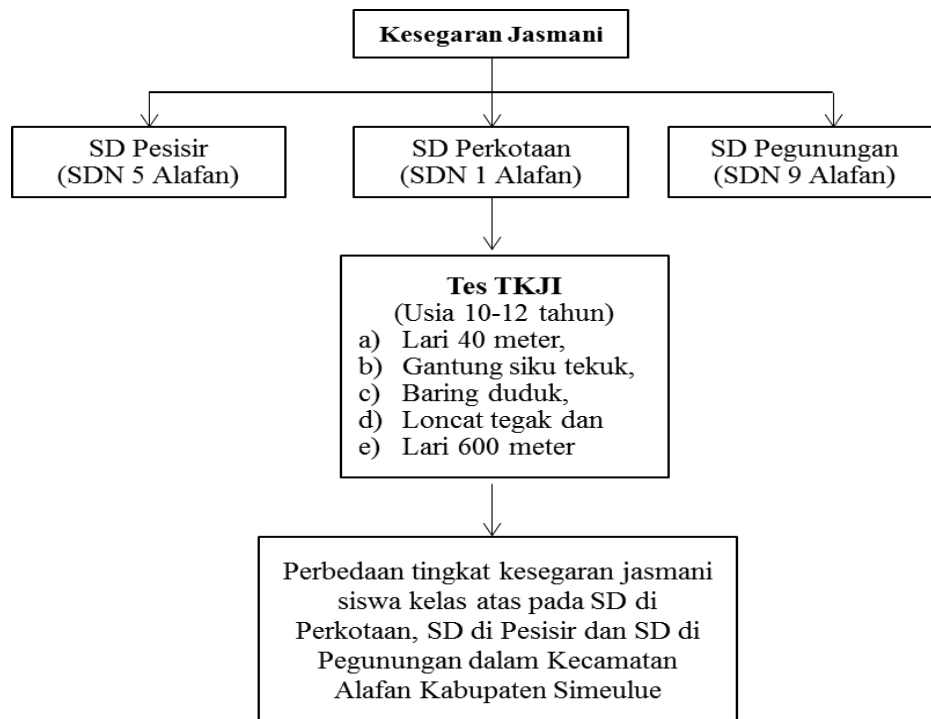 Kesegaran Jasmani
SD Pesisir
(SDN 5 Alafan)
SD Perkotaan
(SDN 1 Alafan)
SD Pegunungan
(SDN 9 Alafan)
Tes TKJI
(Usia 10-12 tahun)
a) Lari 40 meter,
b) Gantung siku tekuk,
c) Baring duduk,
d) Loncat tegak dan
e) Lari 600 meter
Perbedaan tingkat kesegaran jasmani
siswa kelas atas pada SD di
Perkotaan, SD di Pesisir dan SD di
Pegunungan dalam Kecamatan
Alafan Kabupaten Simeulue